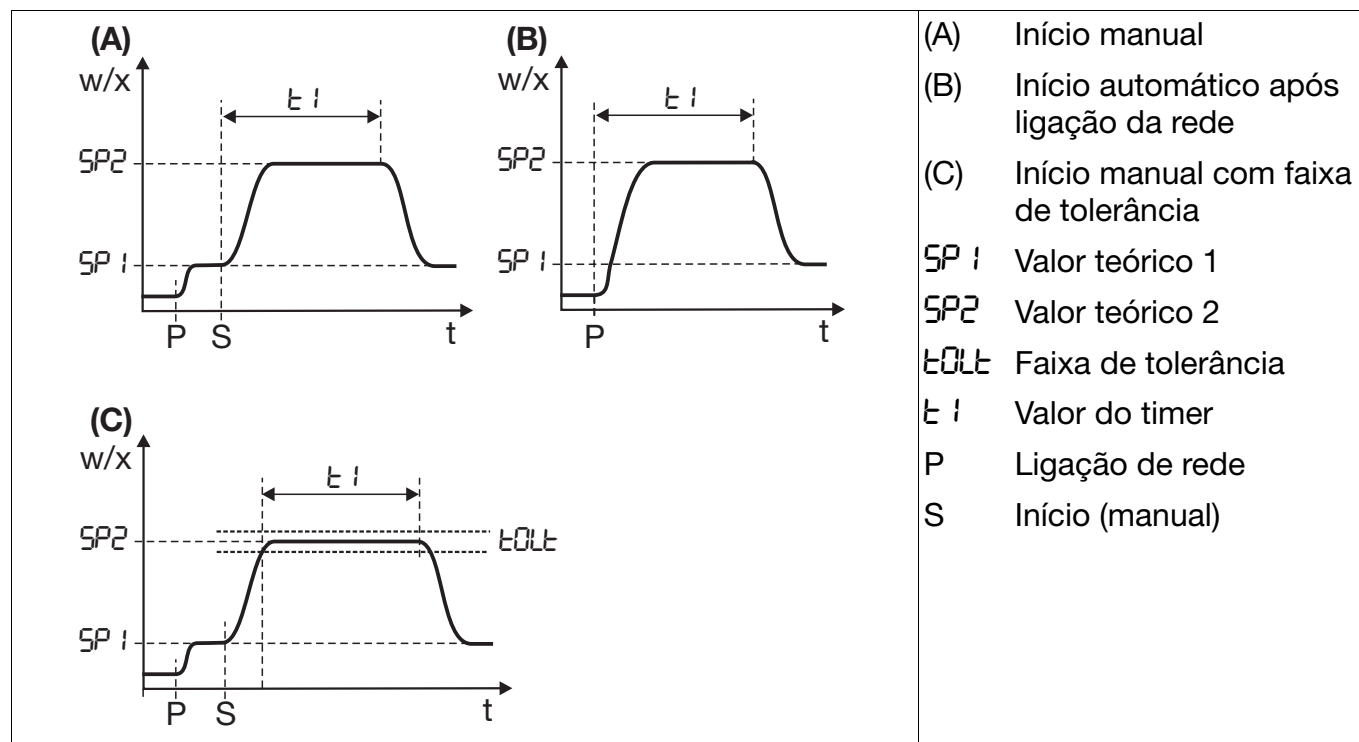 (A)
w/x
t1
SP2
SP1
P S t
(B)
w/x
t1
SP2
SP1
P t
(C)
w/x
t1
SP2
tOLt
SP1
P S t
(A) Início manual
(B) Início automático após
ligação da rede
(C) Início manual com faixa
de tolerância
SP1 Valor teórico 1
SP2 Valor teórico 2
tOLt Faixa de tolerância
t1 Valor do timer
P Ligação de rede
S Início (manual)